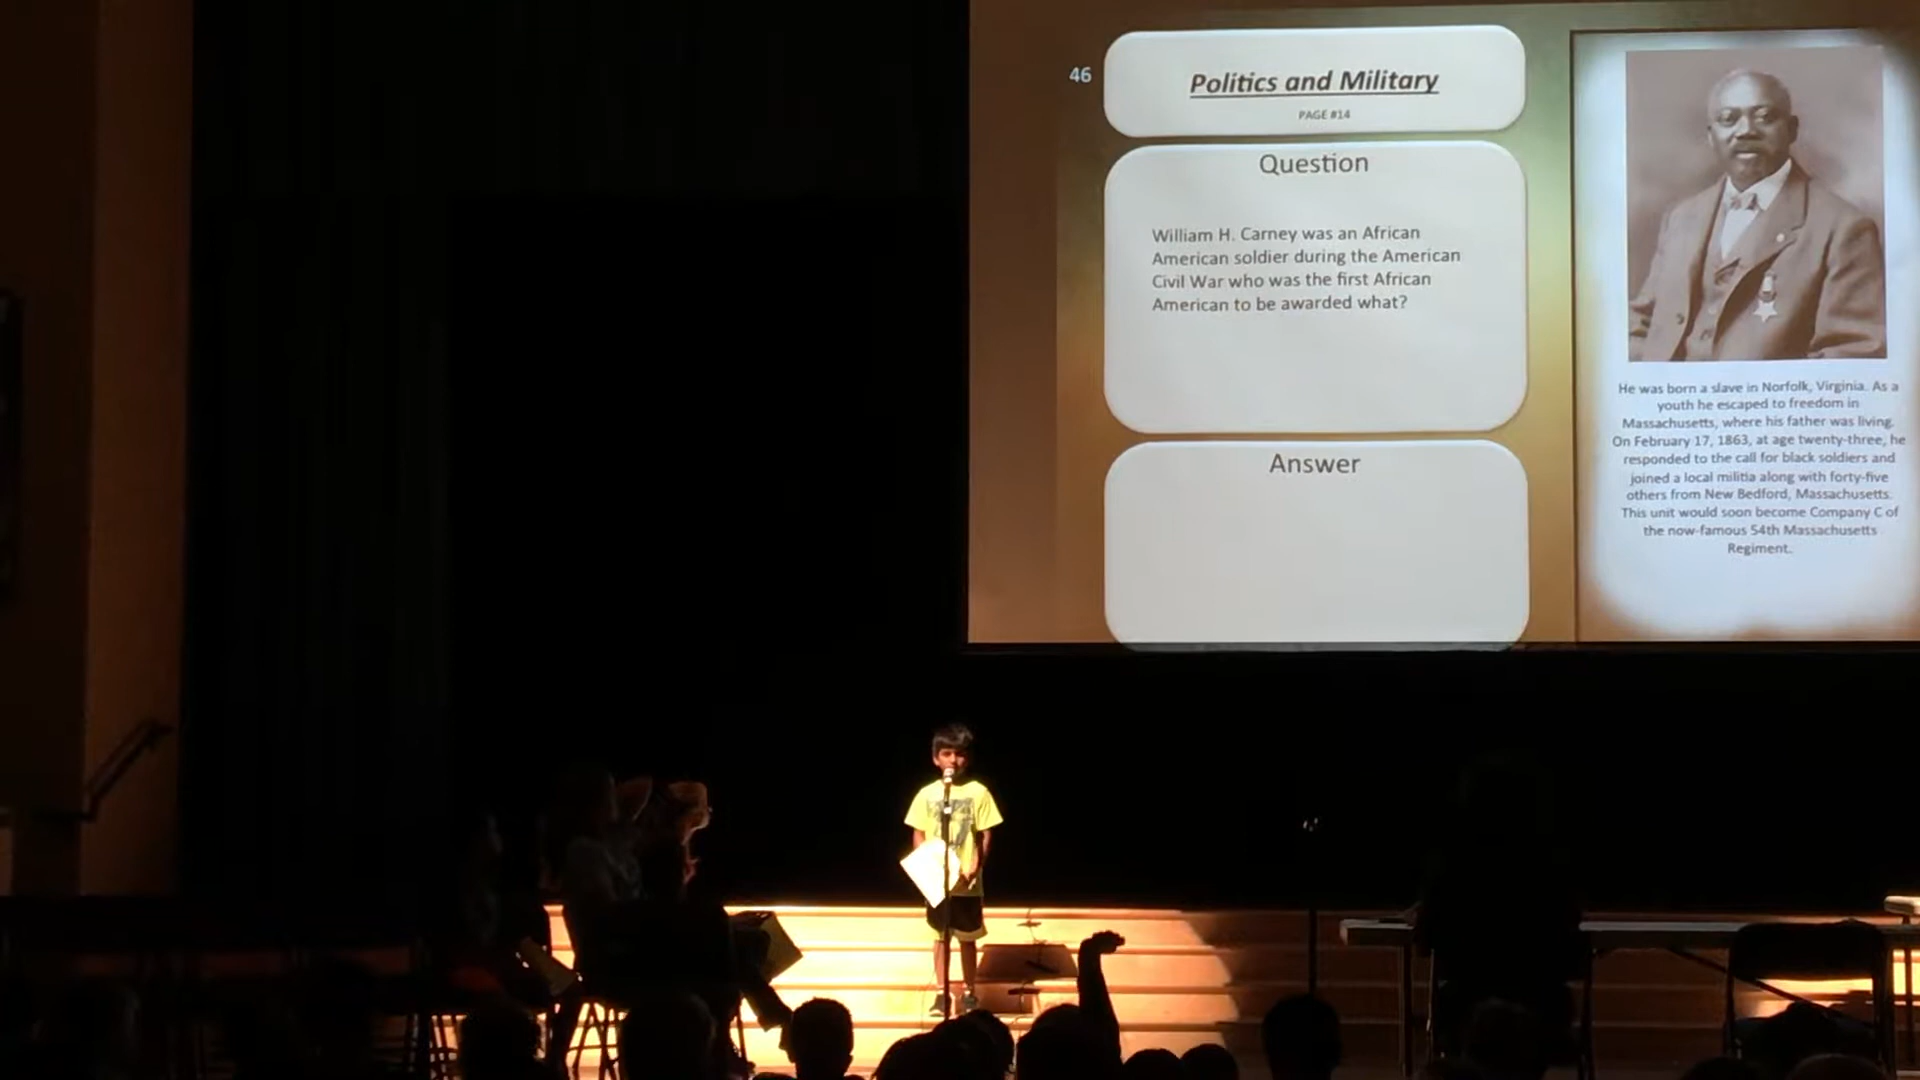 46
Politics and Military
PAGE #14
Question
William H. Carney was an African
American soldier during the American
Civil War who was the first African
American to be awarded what?
Answer
He was born a slave in Norfolk, Virginia. As a
youth he escaped to freedom in
Massachusetts, where his father was living.
On February 17, 1863, at age twenty-three, he
responded to the call for black soldiers and
joined a local militia along with forty-five
others from New Bedford, Massachusetts.
This unit would soon become Company C of
the now-famous 54th Massachusetts
Regiment.